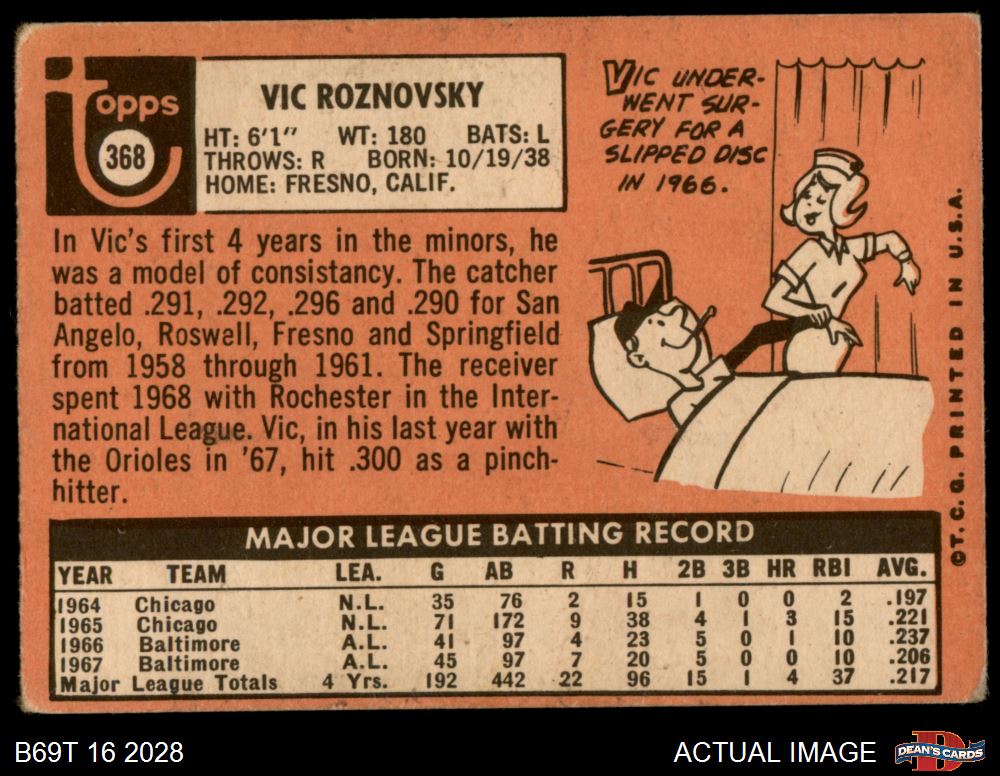 Topps
368
VIC ROZNOVSKY
HT: 6'1" WT: 180 BATS: L
THROWS: R BORN: 10/19/38
HOME: FRESNO, CALIF.
VIC UNDER-
WENT SUR-
GERY FOR A
SLIPPED DISC
IN 1966.
In Vic's first 4 years in the minors, he
was a model of consistancy. The catcher
batted .291, .292, .296 and .290 for San
Angelo, Roswell, Fresno and Springfield
from 1958 through 1961. The receiver
spent 1968 with Rochester in the Inter-
national League. Vic, in his last year with
the Orioles in '67, hit .300 as a pinch-
hitter.
MAJOR LEAGUE BATTING RECORD
YEAR TEAM LEA. G AB R H 2B 3B HR RBI AVG.
1964 Chicago N.L. 35 76 2 15 1 0 0 2 .197
1965 Chicago N.L. 71 172 9 38 4 1 3 15 .221
1966 Baltimore A.L. 41 97 4 23 5 0 1 10 .237
1967 Baltimore A.L. 45 97 7 20 5 0 0 10 .206
Major League Totals 4 Yrs. 192 442 22 96 15 1 4 37 .217
©T.C.G. PRINTED IN U.S.A.
B69T 16 2028
ACTUAL IMAGE
D
DEAN'S CARDS